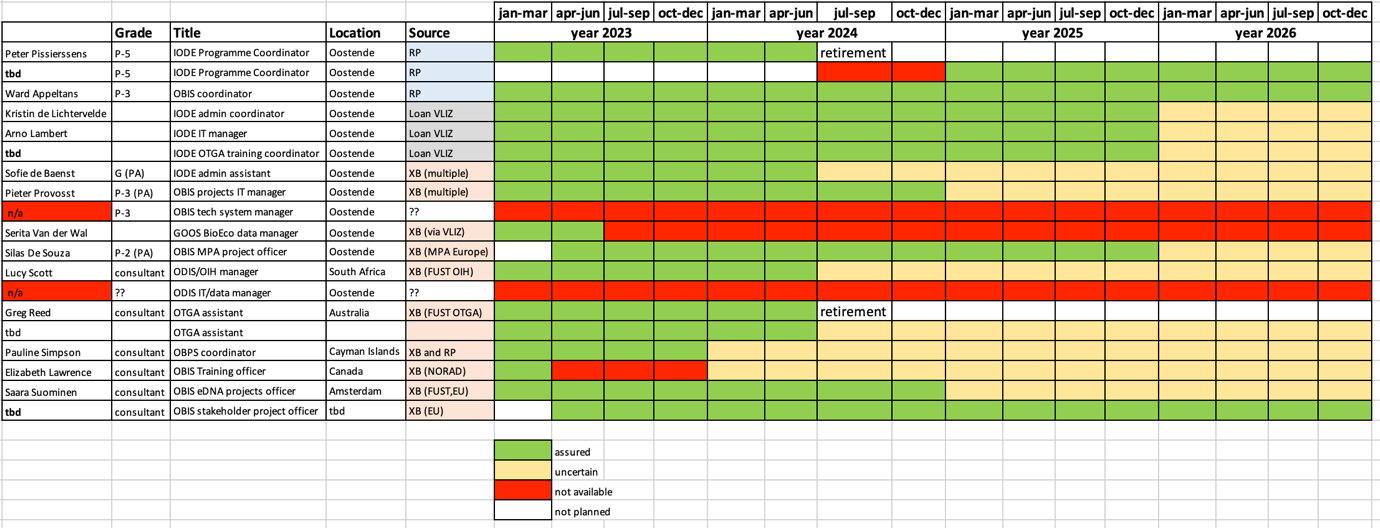 jan-mar apr-jun jul-sep oct-dec jan-mar apr-jun jul-sep oct-dec jan-mar apr-jun jul-sep oct-dec jan-mar apr-jun jul-sep oct-dec
Grade Title Location Source year 2023 year 2024 year 2025 year 2026
Peter Pissierssens P-5 IODE Programme Coordinator Oostende RP retirement
tbd P-5 IODE Programme Coordinator Oostende RP
Ward Appeltans P-3 OBIS coordinator Oostende RP
Kristin de Lichtervelde IODE admin coordinator Oostende Loan VLIZ
Arno Lambert IODE IT manager Oostende Loan VLIZ
tbd IODE OTGA training coordinator Oostende Loan VLIZ
Sofie de Baenst G (PA) IODE admin assistant Oostende XB (multiple)
Pieter Provosst P-3 (PA) OBIS projects IT manager Oostende XB (multiple)
n/a P-3 OBIS tech system manager Oostende ??
Serita Van der Wal GOOS BioEco data manager Oostende XB (via VLIZ)
Silas De Souza P-2 (PA) OBIS MPA project officer Oostende XB (MPA Europe)
Lucy Scott consultant ODIS/OIH manager South Africa XB (FUST OIH)
n/a ?? ODIS IT/data manager Oostende ??
Greg Reed consultant OTGA assistant Australia XB (FUST OTGA) retirement
tbd OTGA assistant
Pauline Simpson consultant OBPS coordinator Cayman Islands XB and RP
Elizabeth Lawrence consultant OBIS Training officer Canada XB (NORAD)
Saara Suominen consultant OBIS eDNA projects officer Amsterdam XB (FUST,EU)
tbd consultant OBIS stakeholder project officer tbd XB (EU)
assured
uncertain
not available
not planned